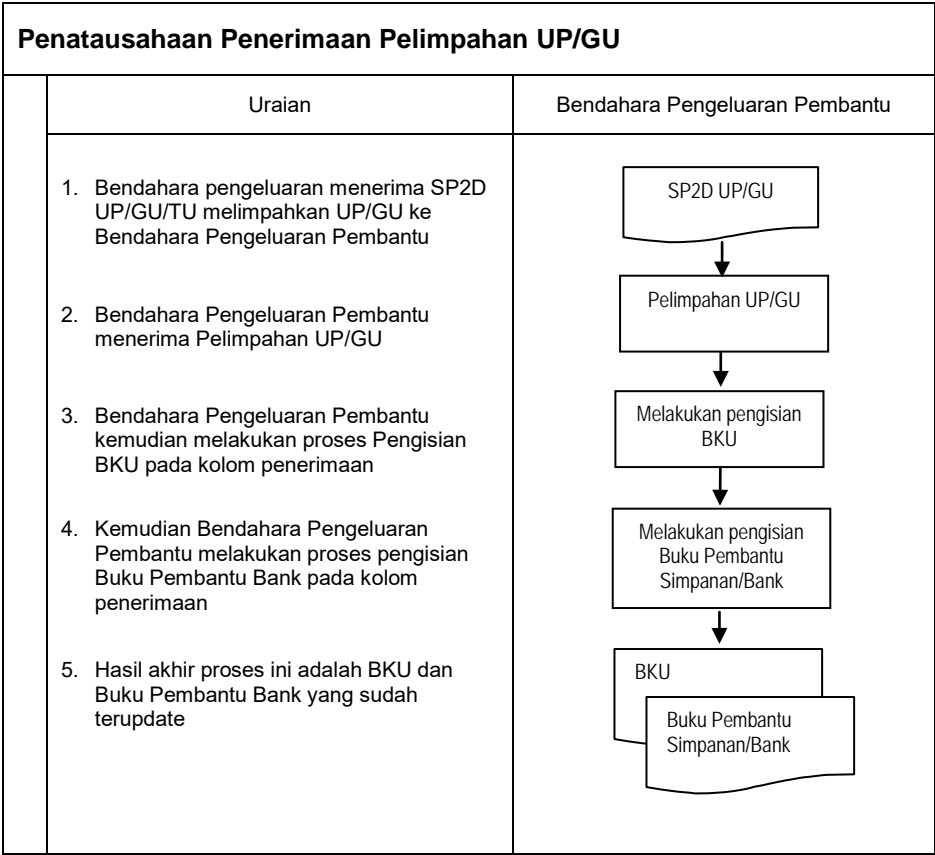 Penatausahaan Penerimaan Pelimpahan UP/GU
Uraian
Bendahara Pengeluaran Pembantu
1. Bendahara pengeluaran menerima SP2D
UP/GU/TU melimpahkan UP/GU ke
Bendahara Pengeluaran Pembantu
2. Bendahara Pengeluaran Pembantu
menerima Pelimpahan UP/GU
3. Bendahara Pengeluaran Pembantu
kemudian melakukan proses Pengisian
BKU pada kolom penerimaan
4. Kemudian Bendahara Pengeluaran
Pembantu melakukan proses pengisian
Buku Pembantu Bank pada kolom
penerimaan
5. Hasil akhir proses ini adalah BKU dan
Buku Pembantu Bank yang sudah
terupdate
SP2D UP/GU
Pelimpahan UP/GU
Melakukan pengisian
BKU
Melakukan pengisian
Buku Pembantu
Simpanan/Bank
BKU
Buku Pembantu
Simpanan/Bank